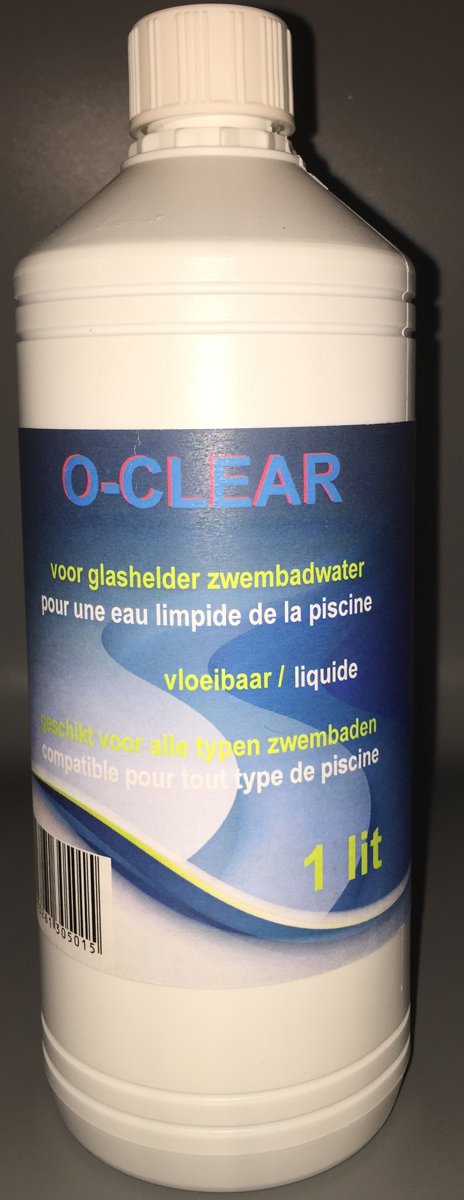 O-CLEAR
voor glashelder zwembadwater
pour une eau limpide de la piscine
vloeibaar / liquide
geschikt voor alle typen zwembaden
compatible pour tout type de piscine
1 lit